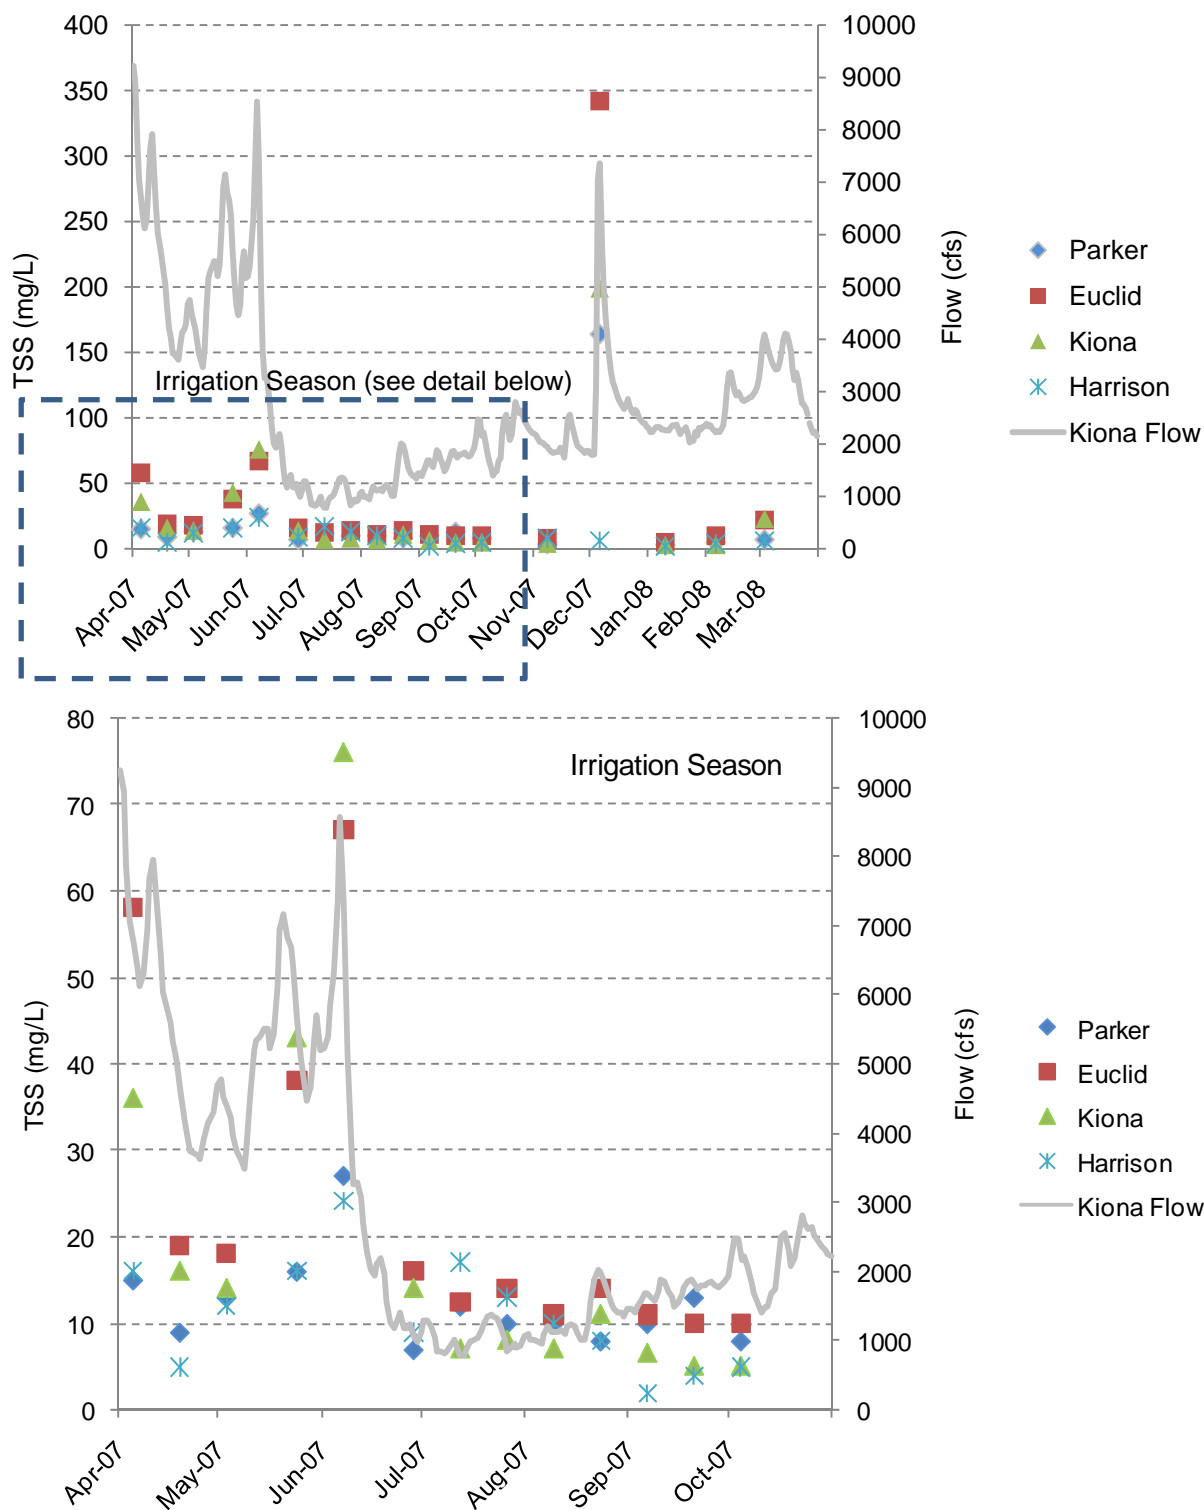 400
350
300
250
200
150
100
50
0
TSS (mg/L)
10000
9000
8000
7000
6000
5000
4000
3000
2000
1000
0
Flow (cfs)
Irrigation Season (see detail below)
Apr-07
May-07
Jun-07
Jul-07
Aug-07
Sep-07
Oct-07
Nov-07
Dec-07
Jan-08
Feb-08
Mar-08
Parker
Euclid
Kiona
Harrison
Kiona Flow
80
70
60
50
40
30
20
10
0
TSS (mg/L)
Irrigation Season
10000
9000
8000
7000
6000
5000
4000
3000
2000
1000
0
Flow (cfs)
Apr-07
May-07
Jun-07
Jul-07
Aug-07
Sep-07
Oct-07
Parker
Euclid
Kiona
Harrison
Kiona Flow